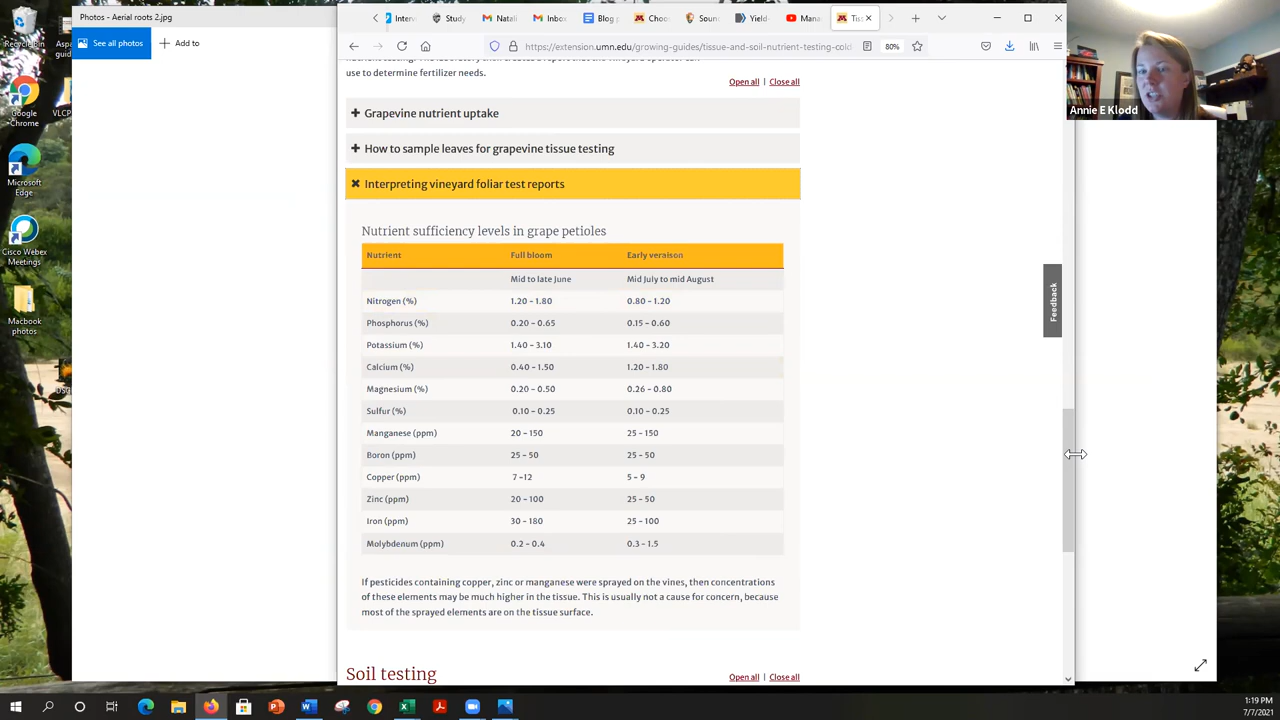 Photos - Aerial roots 2.jpg
See all photos
Add to
Interv
Study
Natali
Inbox
Blog p
Choo
Soun
Yield-
Mana
Tiss
https://extension.umn.edu/growing-guides/tissue-and-soil-nutrient-testing-cold
80%
Annie E Klodd
Recycle bin
Google Chrome
Microsoft Edge
Cisco Webex Meetings
Macbook photos
use to determine fertilizer needs.
Open all | Close all
Grapevine nutrient uptake
How to sample leaves for grapevine tissue testing
Interpreting vineyard foliar test reports
Nutrient sufficiency levels in grape petioles
Nutrient Full bloom Early veraison
Mid to late June Mid July to mid August
Nitrogen (%) 1.20 - 1.80 0.80 - 1.20
Phosphorus (%) 0.20 - 0.65 0.15 - 0.60
Potassium (%) 1.40 - 3.10 1.40 - 3.20
Calcium (%) 0.40 - 1.50 1.20 - 1.80
Magnesium (%) 0.20 - 0.50 0.26 - 0.80
Sulfur (%) 0.10 - 0.25 0.10 - 0.25
Manganese (ppm) 20 - 150 25 - 150
Boron (ppm) 25 - 50 25 - 50
Copper (ppm) 7 -12 5 - 9
Zinc (ppm) 20 - 100 25 - 50
Iron (ppm) 30 - 180 25 - 100
Molybdenum (ppm) 0.2 - 0.4 0.3 - 1.5
If pesticides containing copper, zinc or manganese were sprayed on the vines, then concentrations
of these elements may be much higher in the tissue. This is usually not a cause for concern, because
most of the sprayed elements are on the tissue surface.
Soil testing
Open all | Close all
Feedback
1:19 PM
7/7/2021